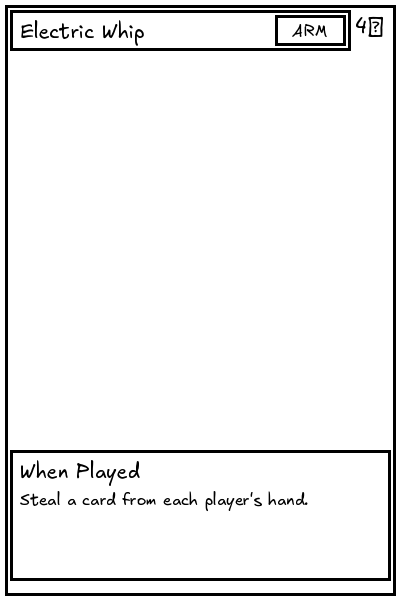 Electric Whip
ARM
4
When Played
Steal a card from each player's hand.